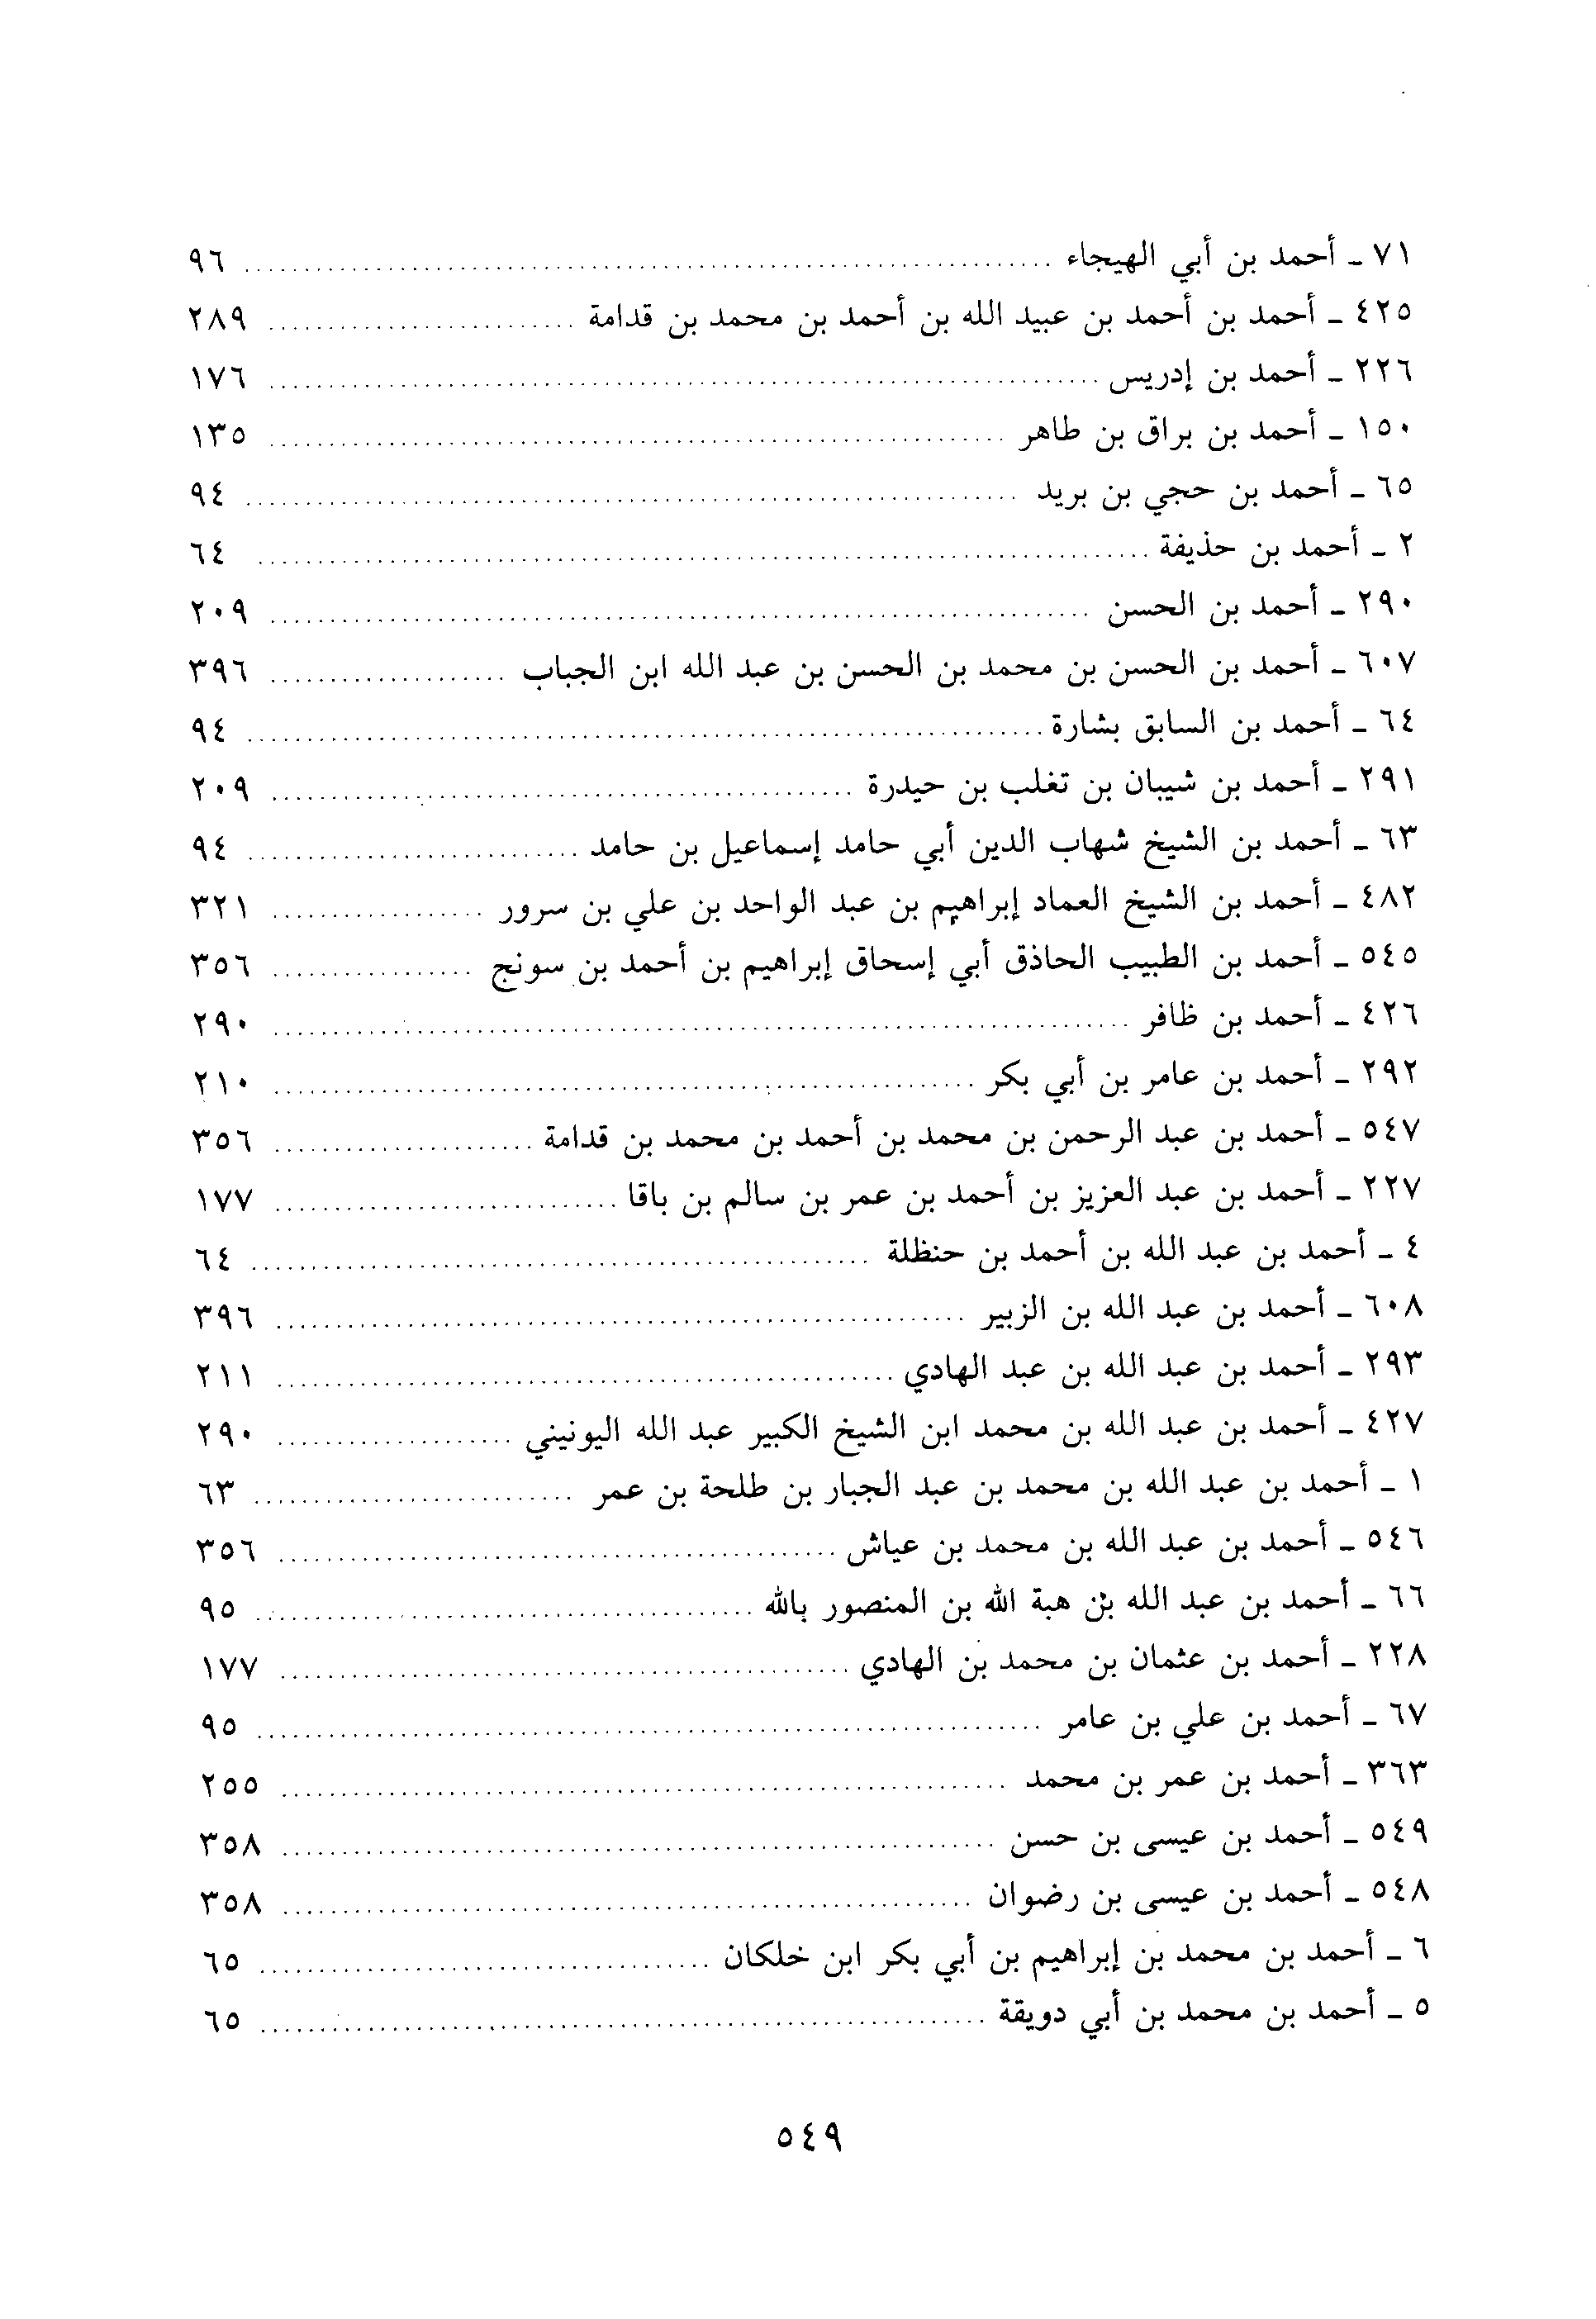 ٧١ ـ أحمد بن أبي الهيجاء ........ ٩٦
٤٢٥ ـ أحمد بن أحمد بن عبيد الله بن أحمد بن محمد بن قدامة ........ ٢٨٩
٢٢٦ ـ أحمد بن إدريس ........ ١٧٦
١٥٠ ـ أحمد بن براق بن طاهر ........ ١٣٥
٦٥ ـ أحمد بن حجي بن بريد ........ ٩٤
٢ ـ أحمد بن حذيفة ........ ٦٤
٢٩٠ ـ أحمد بن الحسن ........ ٢٠٩
٦٠٧ ـ أحمد بن الحسن بن محمد بن الحسن بن عبد الله ابن الجباب ........ ٣٩٦
٦٤ ـ أحمد بن السابق بشارة ........ ٩٤
٢٩١ ـ أحمد بن شيبان بن تغلب بن حيدرة ........ ٢٠٩
٦٣ ـ أحمد بن الشيخ شهاب الدين أبي حامد إسماعيل بن حامد ........ ٩٤
٤٨٢ ـ أحمد بن الشيخ العماد إبراهيم بن عبد الواحد بن علي بن سرور ........ ٣٢١
٥٤٥ ـ أحمد بن الطبيب الحاذق أبي إسحاق إبراهيم بن أحمد بن سونج ........ ٣٥٦
٤٢٦ ـ أحمد بن ظافر ........ ٢٩٠
٢٩٢ ـ أحمد بن عامر بن أبي بكر ........ ٢١٠
٥٤٧ ـ أحمد بن عبد الرحمن بن محمد بن أحمد بن محمد بن قدامة ........ ٣٥٦
٢٢٧ ـ أحمد بن عبد العزيز بن أحمد بن عمر بن سالم بن باقا ........ ١٧٧
٤ ـ أحمد بن عبد الله بن أحمد بن حنظلة ........ ٦٤
٦٠٨ ـ أحمد بن عبد الله بن الزبير ........ ٣٩٦
٢٩٣ ـ أحمد بن عبد الله بن عبد الهادي ........ ٢١١
٤٢٧ ـ أحمد بن عبد الله بن محمد ابن الشيخ الكبير عبد الله اليونيني ........ ٢٩٠
١ ـ أحمد بن عبد الله بن محمد بن عبد الجبار بن طلحة بن عمر ........ ٦٣
٥٤٦ ـ أحمد بن عبد الله بن محمد بن عياش ........ ٣٥٦
٦٦ ـ أحمد بن عبد الله بن هبة الله بن المنصور بالله ........ ٩٥
٢٢٨ ـ أحمد بن عثمان بن محمد بن الهادي ........ ١٧٧
٦٧ ـ أحمد بن علي بن عامر ........ ٩٥
٣٦٣ ـ أحمد بن عمر بن محمد ........ ٢٥٥
٥٤٩ ـ أحمد بن عيسى بن حسن ........ ٣٥٨
٥٤٨ ـ أحمد بن عيسى بن رضوان ........ ٣٥٨
٦ ـ أحمد بن محمد بن إبراهيم بن أبي بكر ابن خلكان ........ ٦٥
٥ ـ أحمد بن محمد بن أبي دويقة ........ ٦٥
٥٤٩